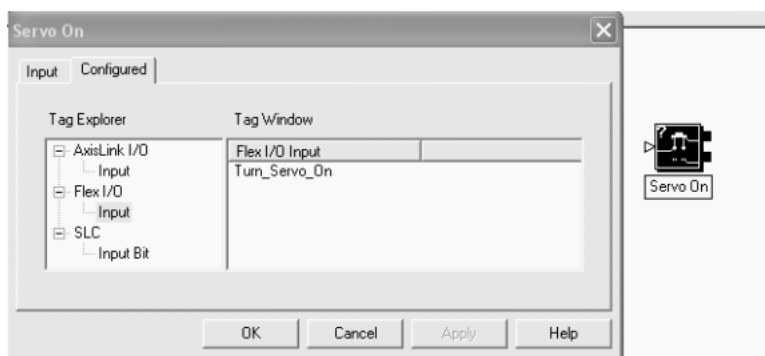 Servo On
Input Configured
Tag Explorer Tag Window
AxisLink I/O Flex I/O Input
Input Turn_Servo_On
Flex I/O
Input
SLC
Input Bit
OK Cancel Apply Help
?
Servo On